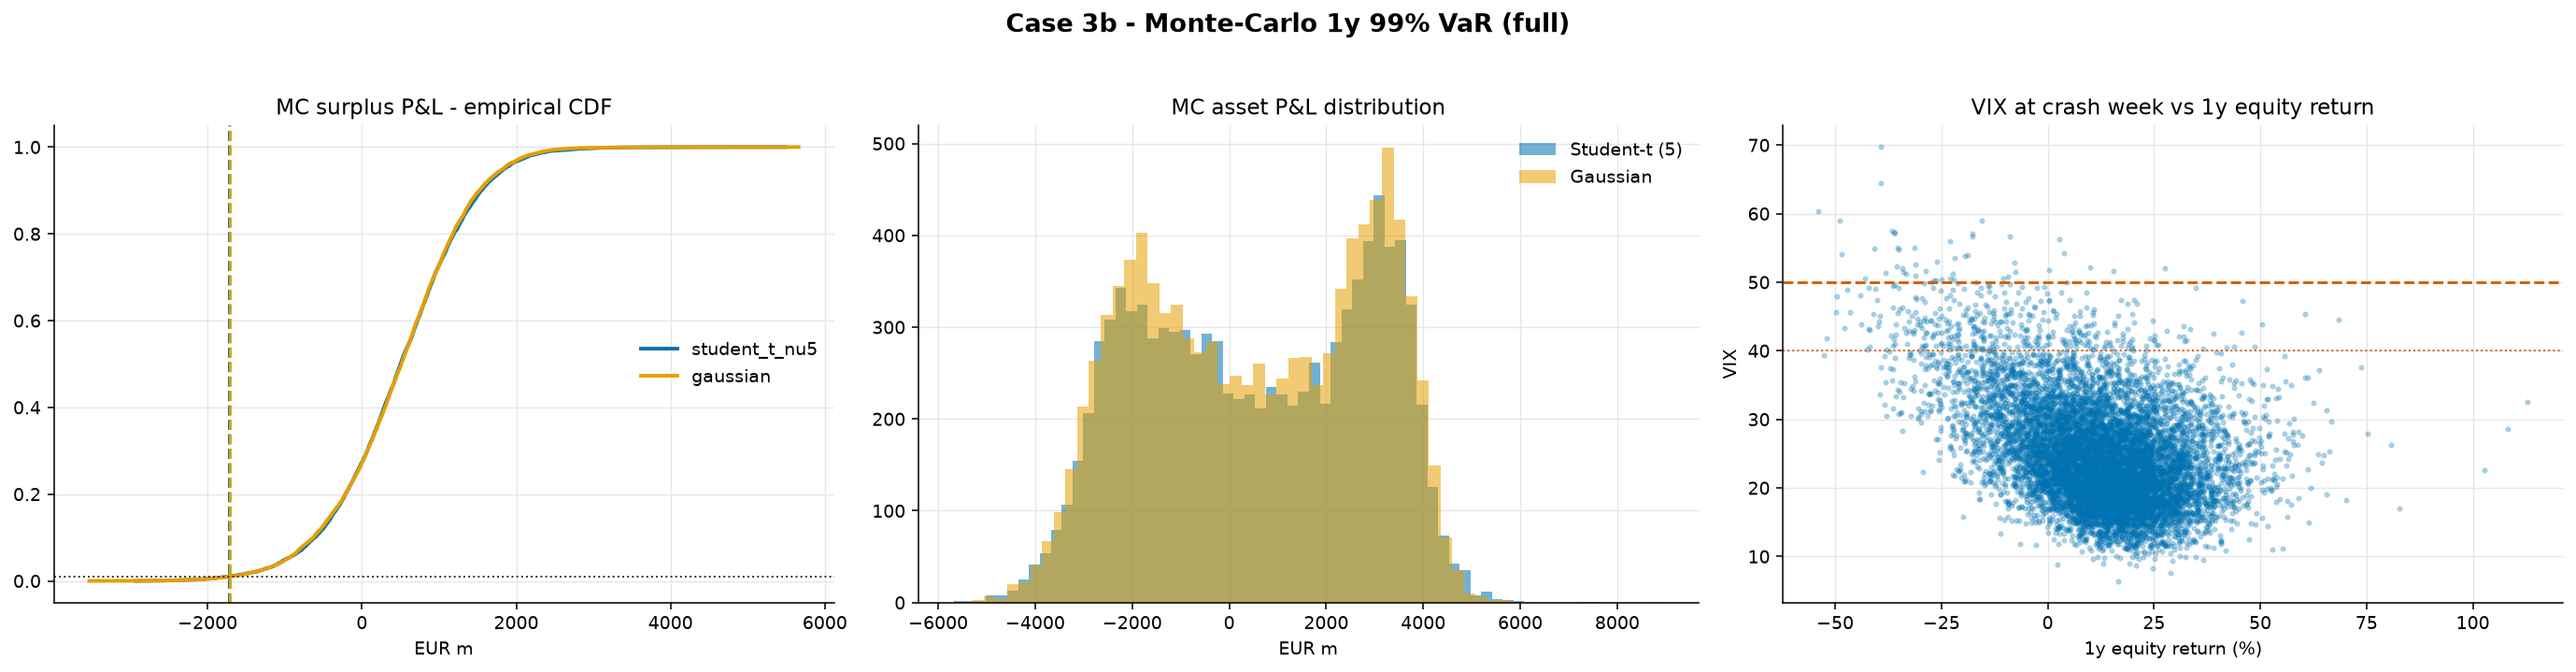 Case 3b - Monte-Carlo 1y 99% VaR (full)
MC surplus P&L - empirical CDF
1.0
0.8
0.6
0.4
0.2
0.0
student_t_nu5
gaussian
−2000 0 2000 4000 6000
EUR m
MC asset P&L distribution
500
400
300
200
100
0
Student-t (5)
Gaussian
−6000 −4000 −2000 0 2000 4000 6000 8000
EUR m
VIX at crash week vs 1y equity return
VIX
70
60
50
40
30
20
10
−50 −25 0 25 50 75 100
1y equity return (%)